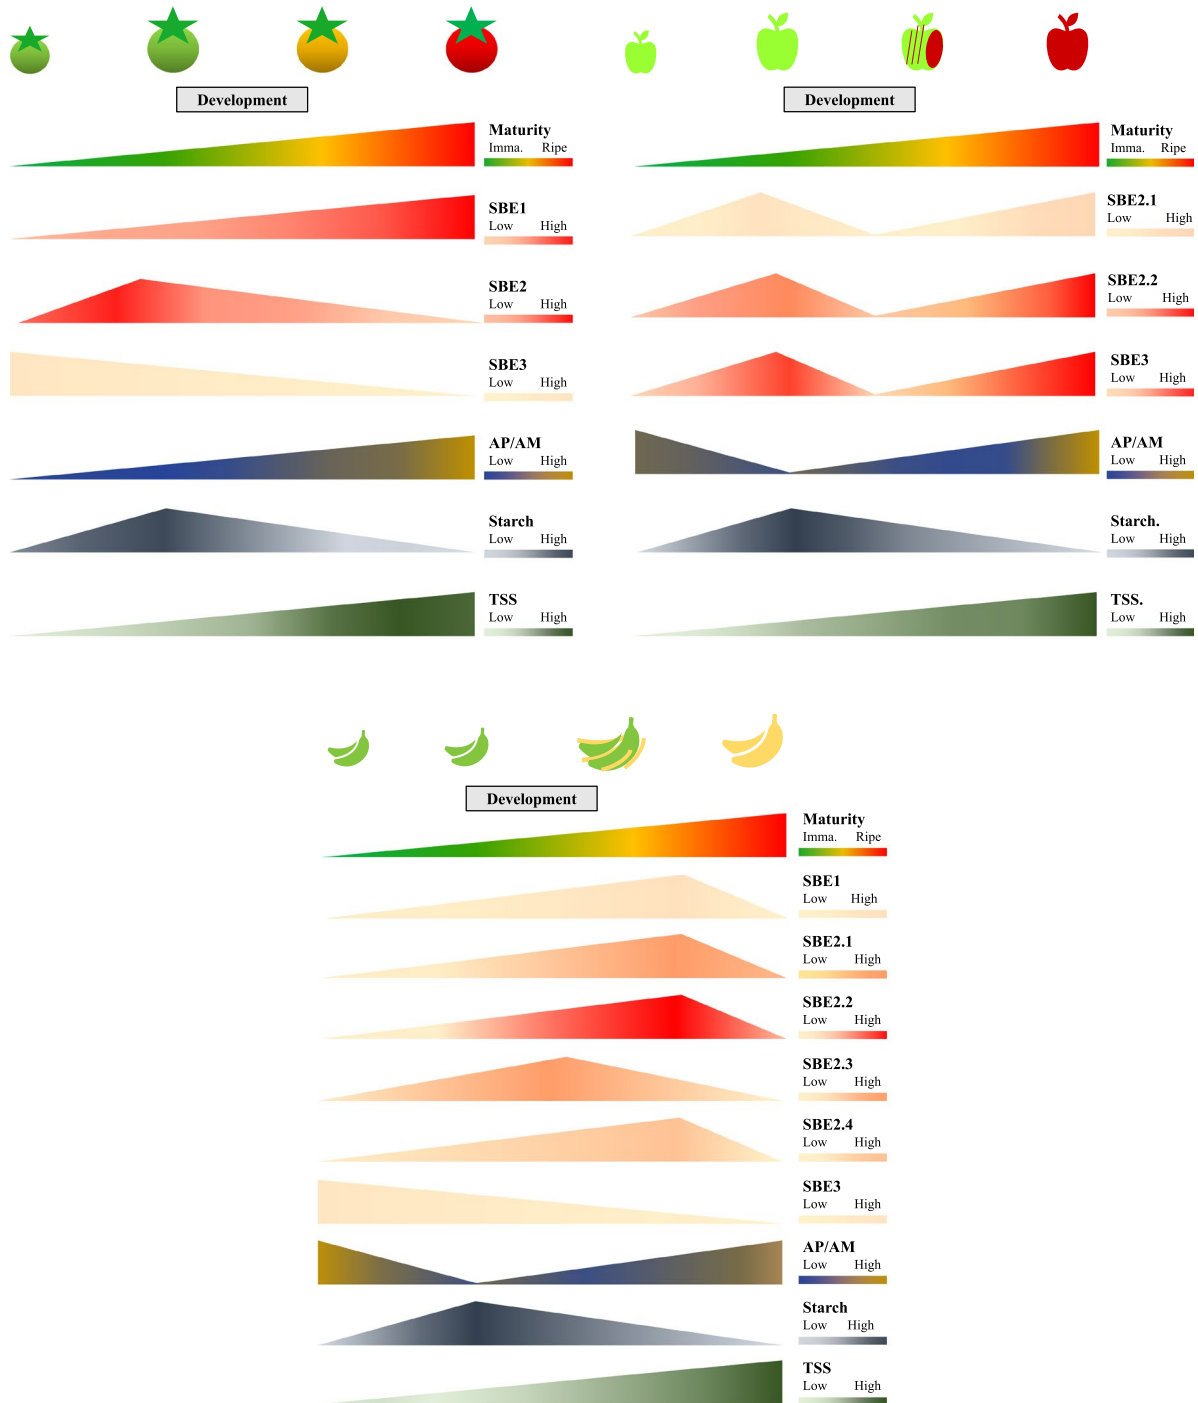 Development
Maturity
Imma. Ripe
SBE1
Low High
SBE2
Low High
SBE3
Low High
AP/AM
Low High
Starch
Low High
TSS
Low High
Development
Maturity
Imma. Ripe
SBE2.1
Low High
SBE2.2
Low High
SBE3
Low High
AP/AM
Low High
Starch.
Low High
TSS.
Low High
Development
Maturity
Imma. Ripe
SBE1
Low High
SBE2.1
Low High
SBE2.2
Low High
SBE2.3
Low High
SBE2.4
Low High
SBE3
Low High
AP/AM
Low High
Starch
Low High
TSS
Low High